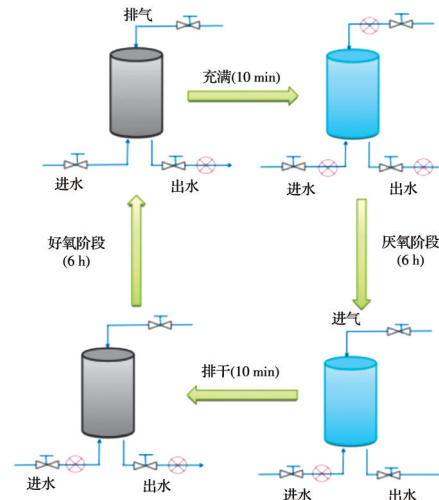 排气
充满(10 min)
进水
出水
进水
出水
好氧阶段
(6 h)
厌氧阶段
(6 h)
进气
排干(10 min)
进水
出水
进水
出水